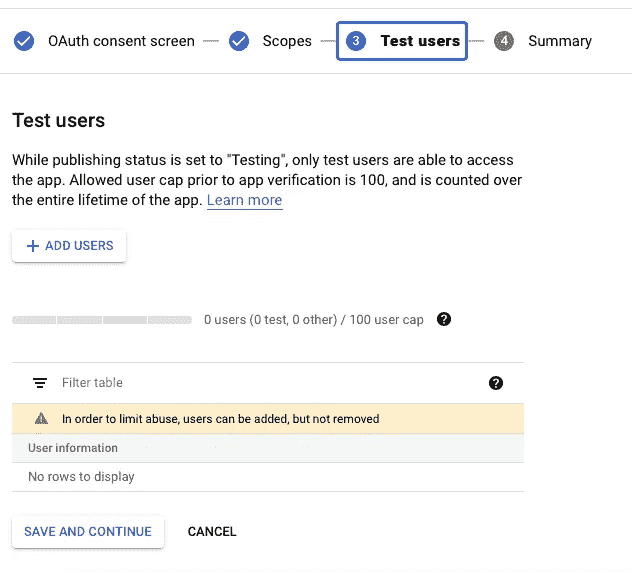 OAuth consent screen — Scopes — 3 Test users — 4 Summary
Test users
While publishing status is set to "Testing", only test users are able to access
the app. Allowed user cap prior to app verification is 100, and is counted over
the entire lifetime of the app. Learn more
+ ADD USERS
0 users (0 test, 0 other) / 100 user cap ?
Filter table ?
In order to limit abuse, users can be added, but not removed
User information
No rows to display
SAVE AND CONTINUE CANCEL